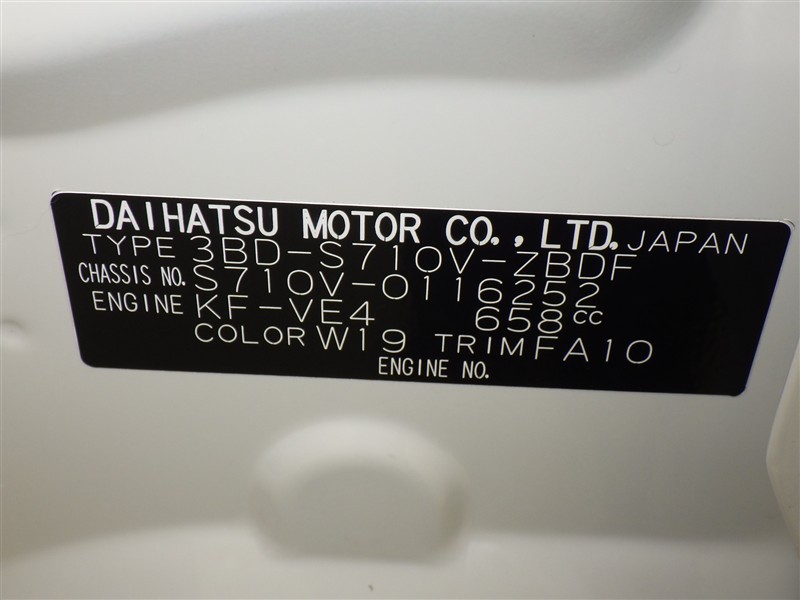 DAIHATSU MOTOR CO., LTD. JAPAN
TYPE 3BD-S710V-ZBDF
CHASSIS NO. S710V-0116252
ENGINE KF-VE4 658cc
COLOR W19 TRIM FA10
ENGINE NO.